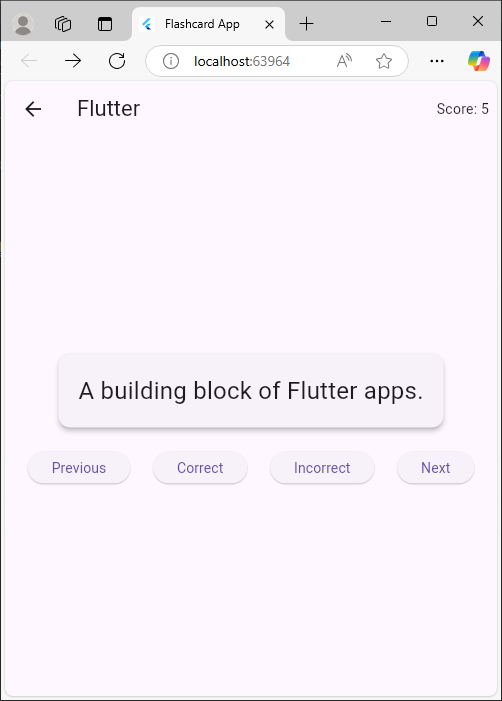 Flashcard App
localhost:63964
Flutter
Score: 5
A building block of Flutter apps.
Previous
Correct
Incorrect
Next